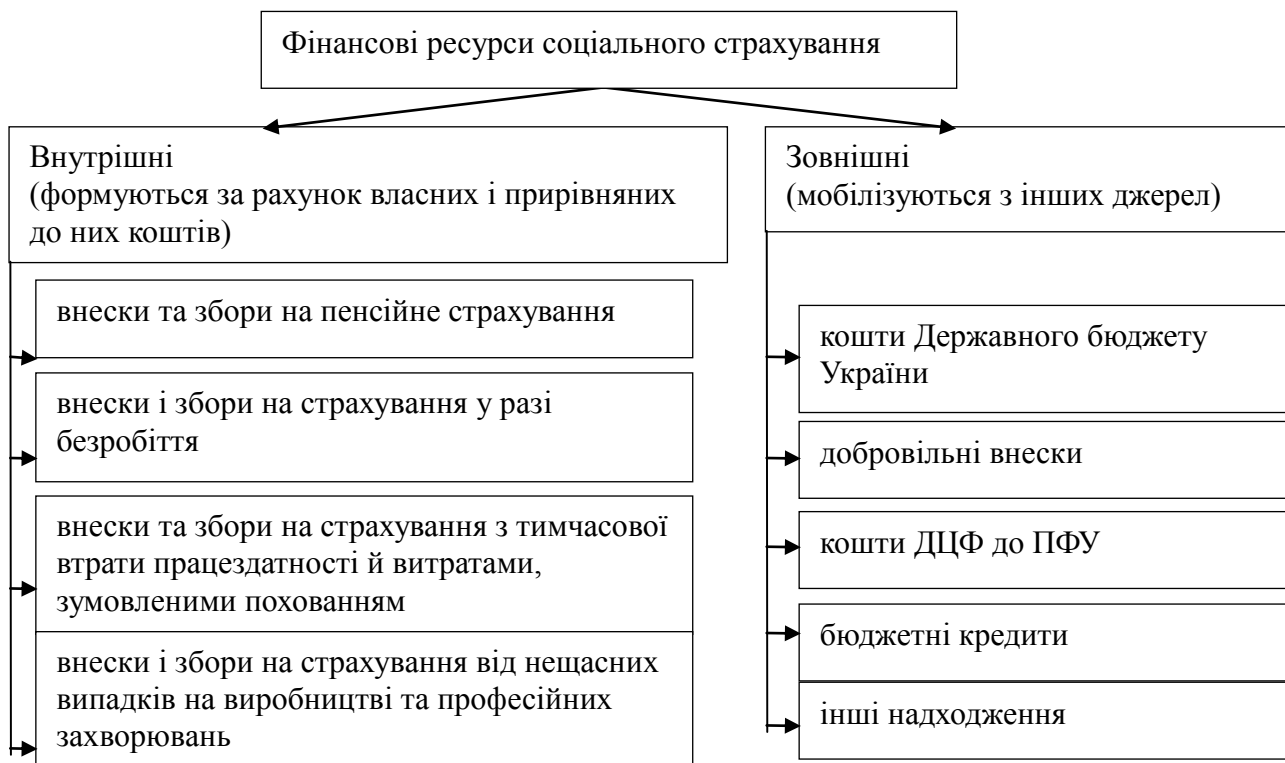 Фінансові ресурси соціального страхування
Внутрішні
(формуються за рахунок власних і прирівняних
до них коштів)
внески та збори на пенсійне страхування
внески і збори на страхування у разі
безробіття
внески та збори на страхування з тимчасової
втрати працездатності й витратами,
зумовленими похованням
внески і збори на страхування від нещасних
випадків на виробництві та професійних
захворювань
Зовнішні
(мобілізуються з інших джерел)
кошти Державного бюджету
України
добровільні внески
кошти ДЦФ до ПФУ
бюджетні кредити
інші надходження